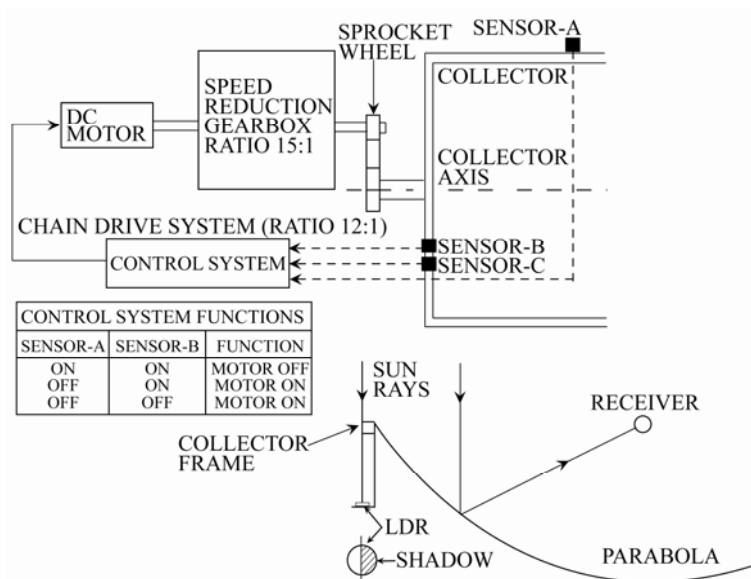 SENSOR-A
SPROCKET
WHEEL
COLLECTOR
SPEED
REDUCTION
GEARBOX
RATIO 15:1
DC
MOTOR
COLLECTOR
AXIS
CHAIN DRIVE SYSTEM (RATIO 12:1)
SENSOR-B
CONTROL SYSTEM
SENSOR-C
CONTROL SYSTEM FUNCTIONS
SENSOR-A SENSOR-B FUNCTION
ON ON MOTOR OFF
OFF ON MOTOR ON
OFF OFF MOTOR ON
SUN
RAYS
RECEIVER
COLLECTOR
FRAME
LDR
SHADOW
PARABOLA